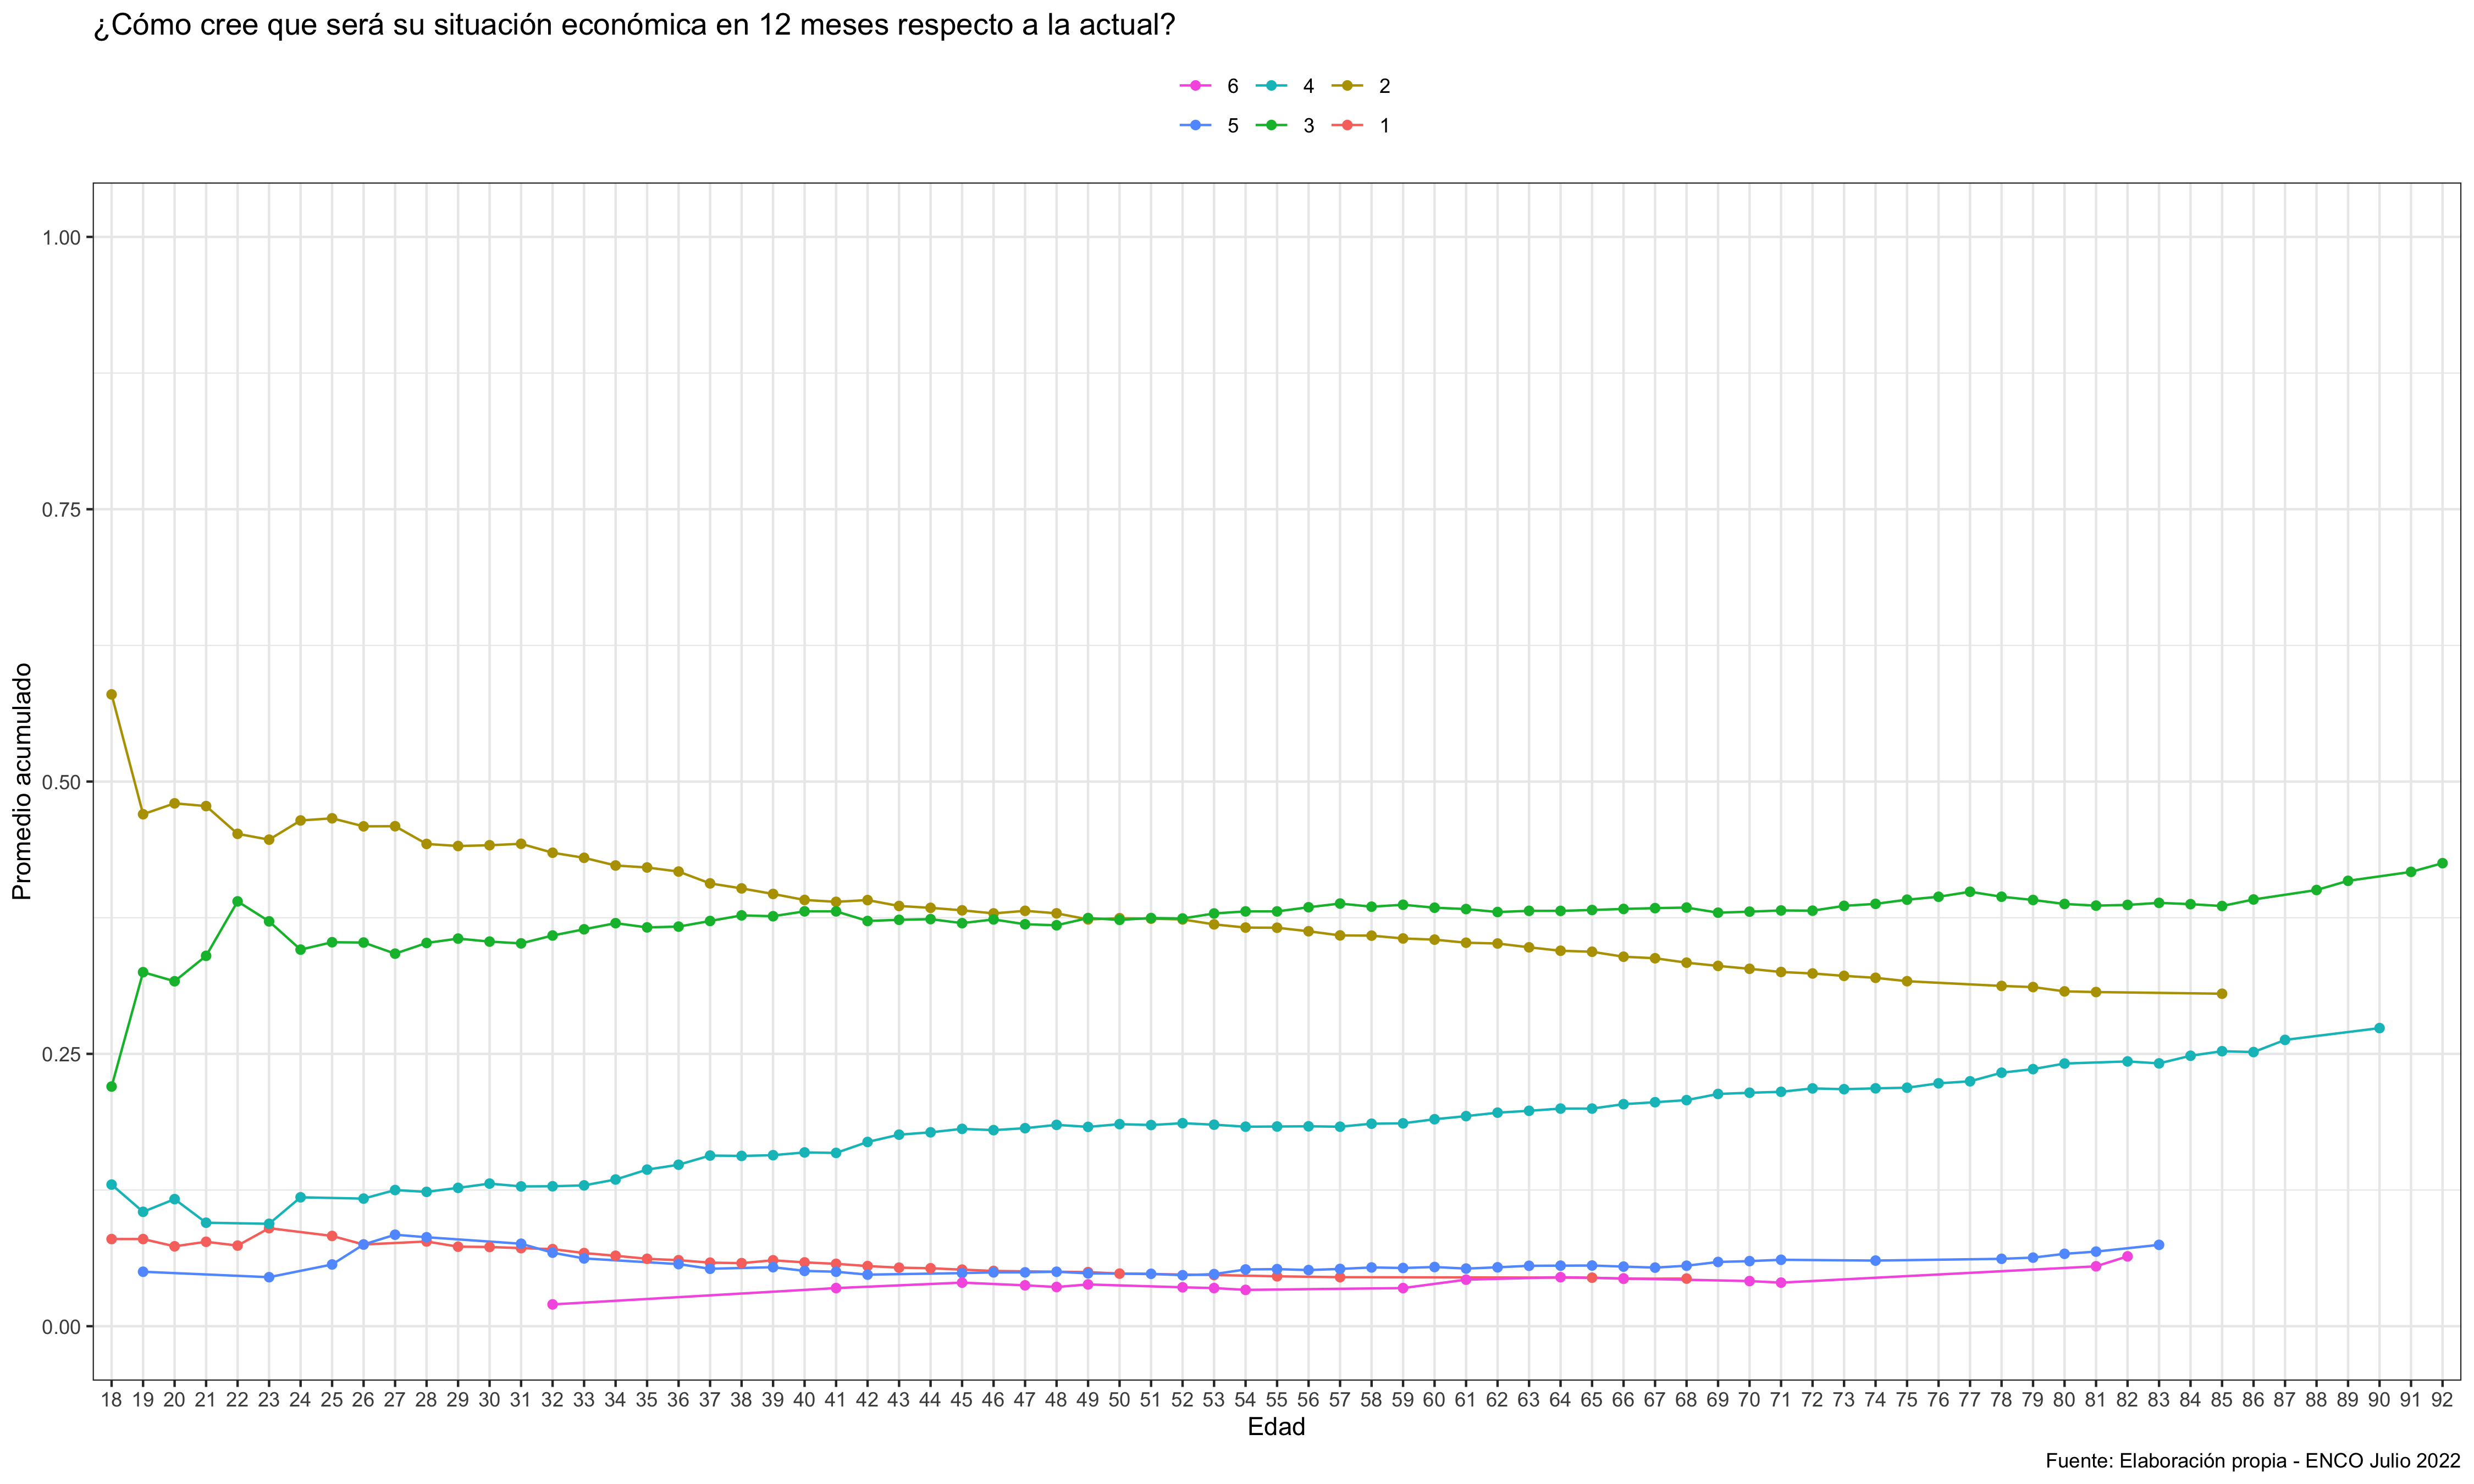 ¿Cómo cree que será su situación económica en 12 meses respecto a la actual?
6 4 2
5 3 1
Promedio acumulado
1.00
0.75
0.50
0.25
0.00
18 19 20 21 22 23 24 25 26 27 28 29 30 31 32 33 34 35 36 37 38 39 40 41 42 43 44 45 46 47 48 49 50 51 52 53 54 55 56 57 58 59 60 61 62 63 64 65 66 67 68 69 70 71 72 73 74 75 76 77 78 79 80 81 82 83 84 85 86 87 88 89 90 91 92
Edad
Fuente: Elaboración propia - ENCO Julio 2022